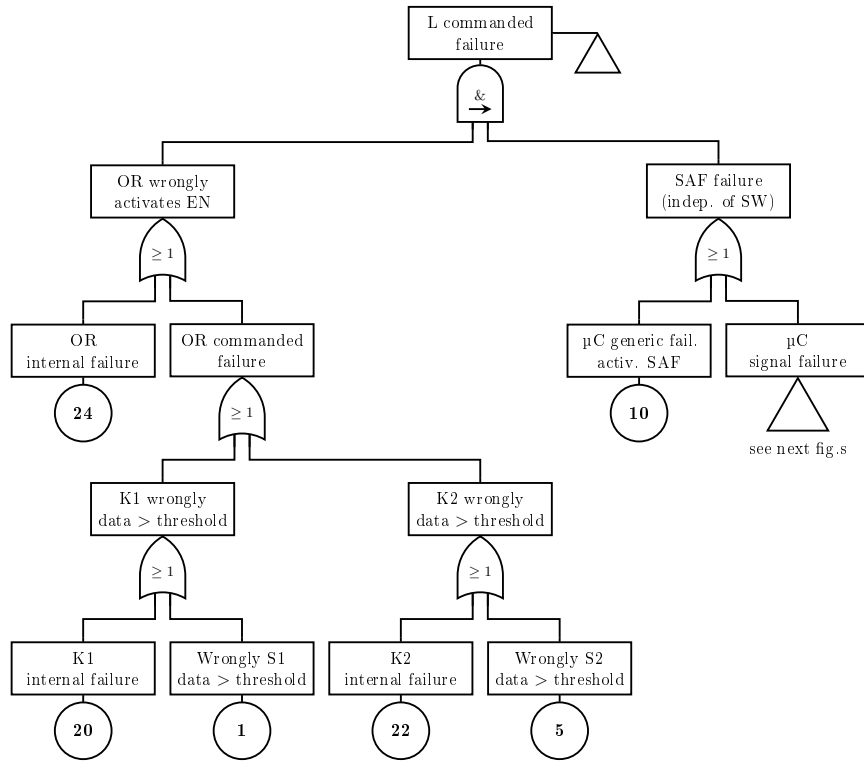 L commanded
failure
&
OR wrongly
activates EN
SAF failure
(indep. of SW)
≥ 1
≥ 1
OR
internal failure
OR commanded
failure
µC generic fail.
activ. SAF
µC
signal failure
24
≥ 1
10
see next fig.s
K1 wrongly
data > threshold
K2 wrongly
data > threshold
≥ 1
≥ 1
K1
internal failure
Wrongly S1
data > threshold
K2
internal failure
Wrongly S2
data > threshold
20
1
22
5